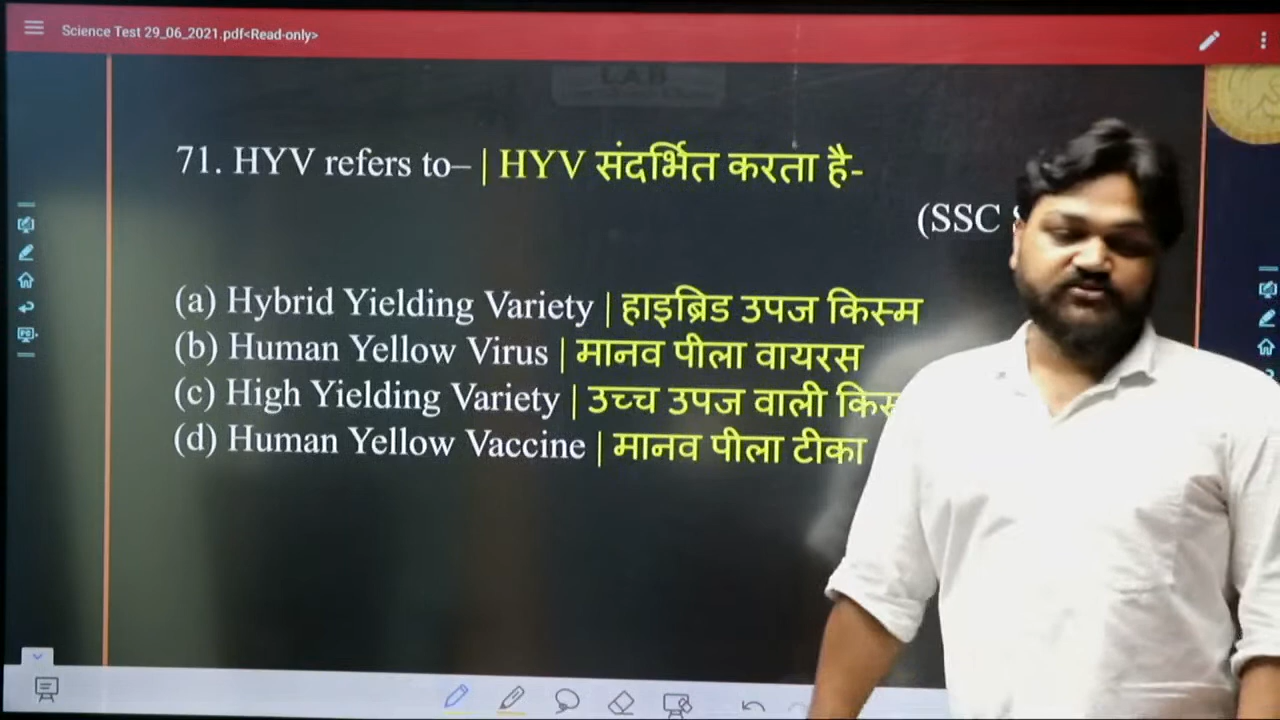 Science Test 29_06_2021.pdf<Read-only>
LAB
71. HYV refers to– | HYV संदर्भित करता है-
(SSC
(a) Hybrid Yielding Variety | हाइब्रिड उपज किस्म
(b) Human Yellow Virus | मानव पीला वायरस
(c) High Yielding Variety | उच्च उपज वाली
(d) Human Yellow Vaccine | मानव पीला टीका